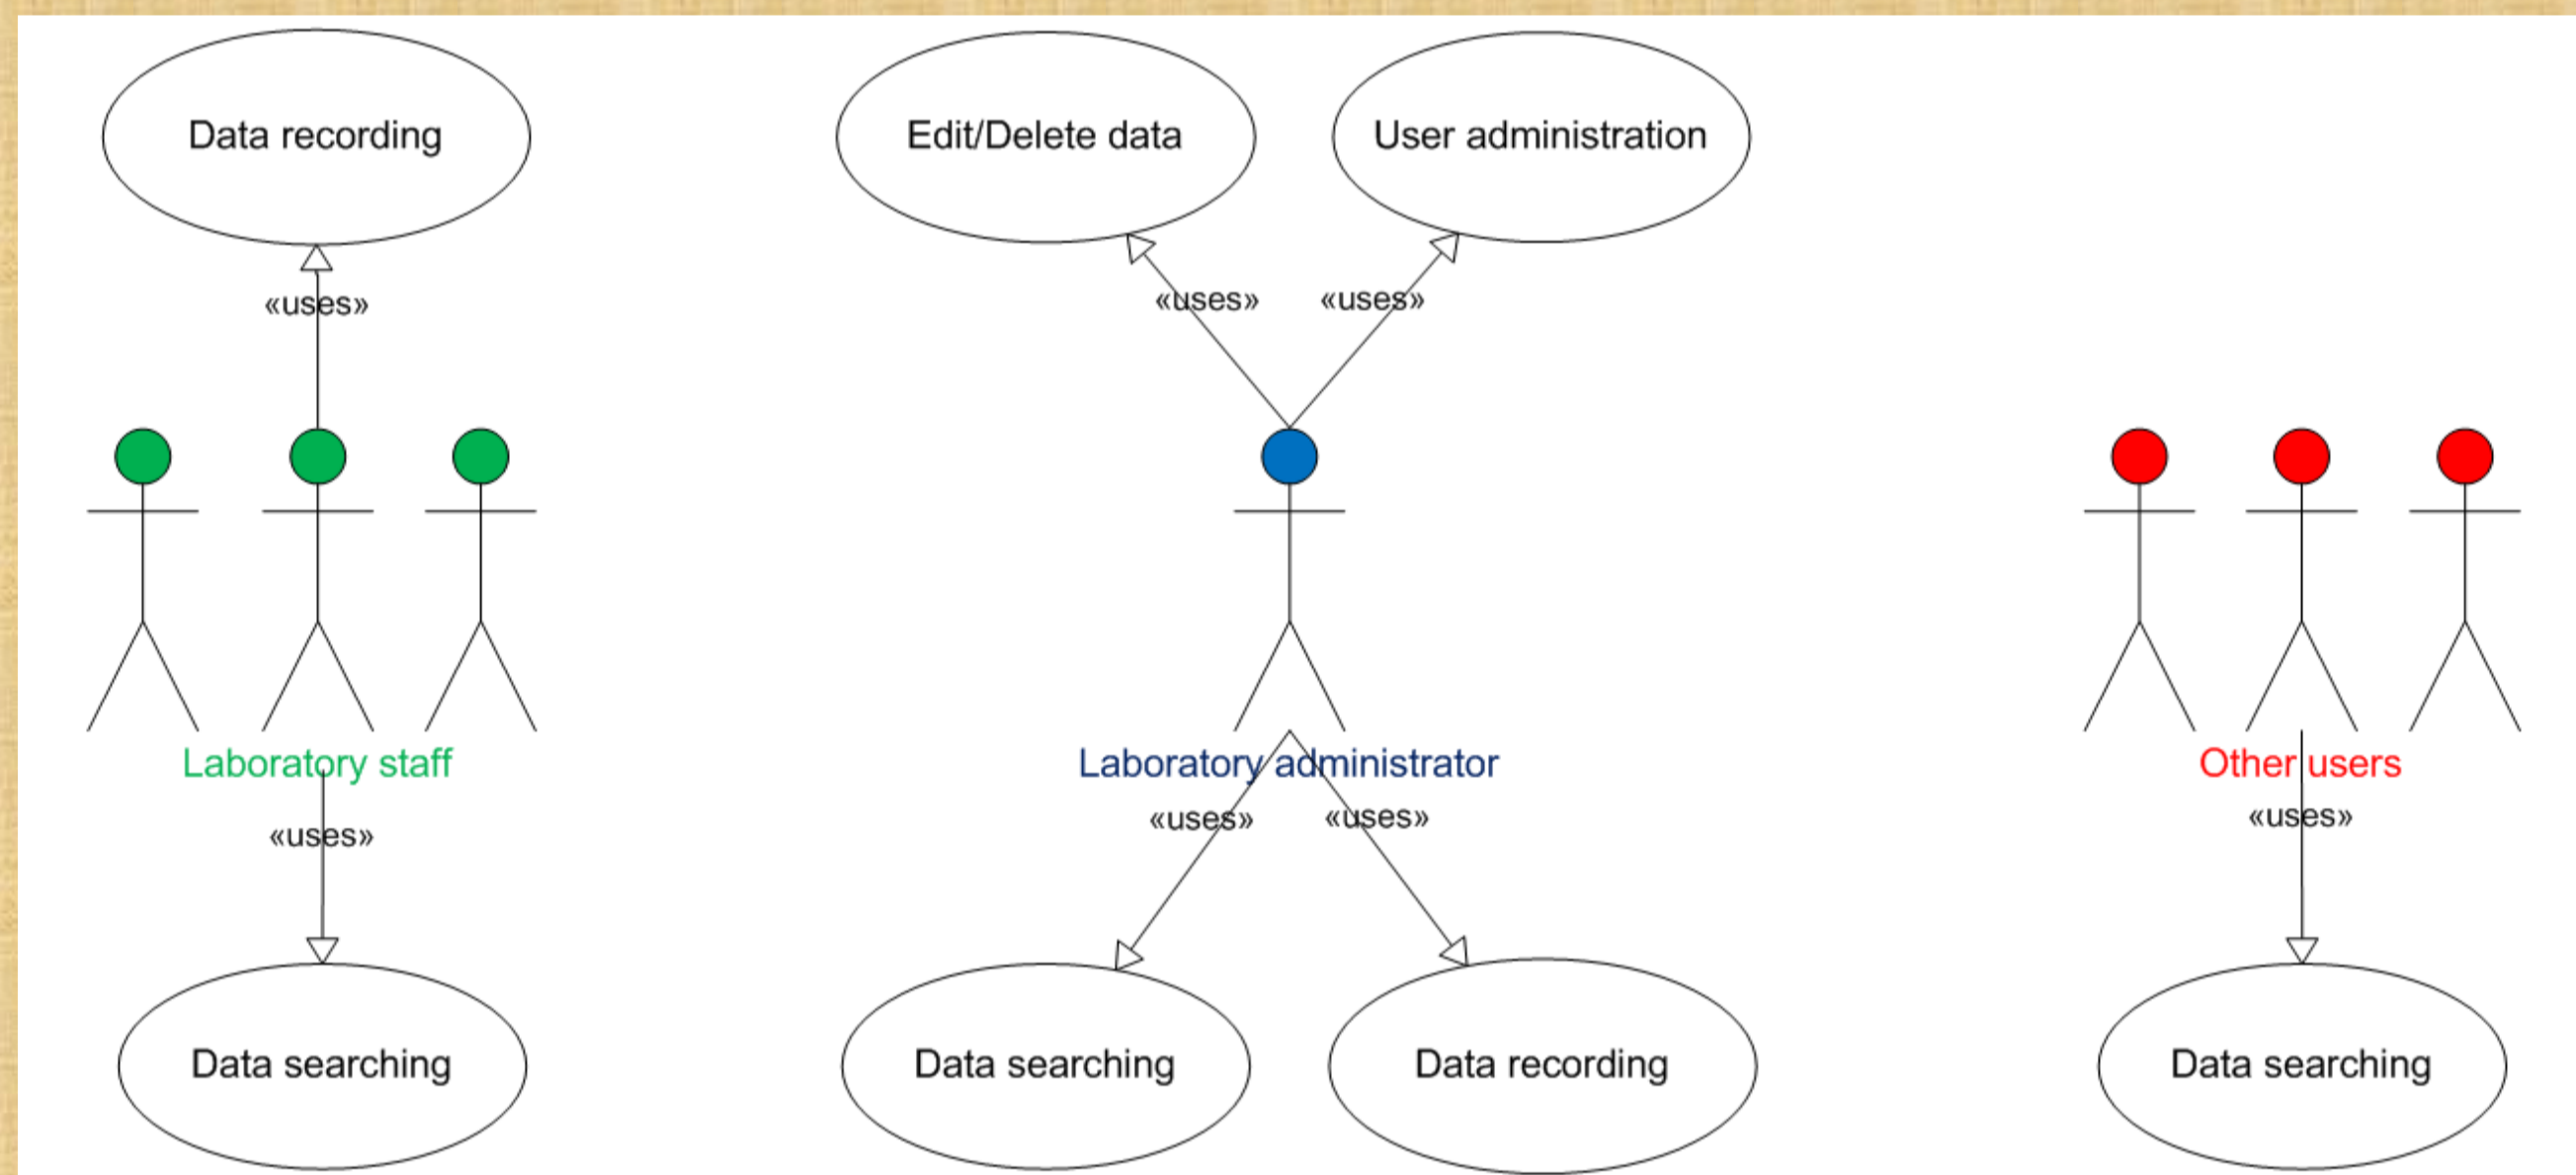 Data recording
Edit/Delete data
User administration
«uses»
«uses»
«uses»
Laboratory staff
Laboratory administrator
Other users
«uses»
«uses»
«uses»
«uses»
Data searching
Data searching
Data recording
Data searching